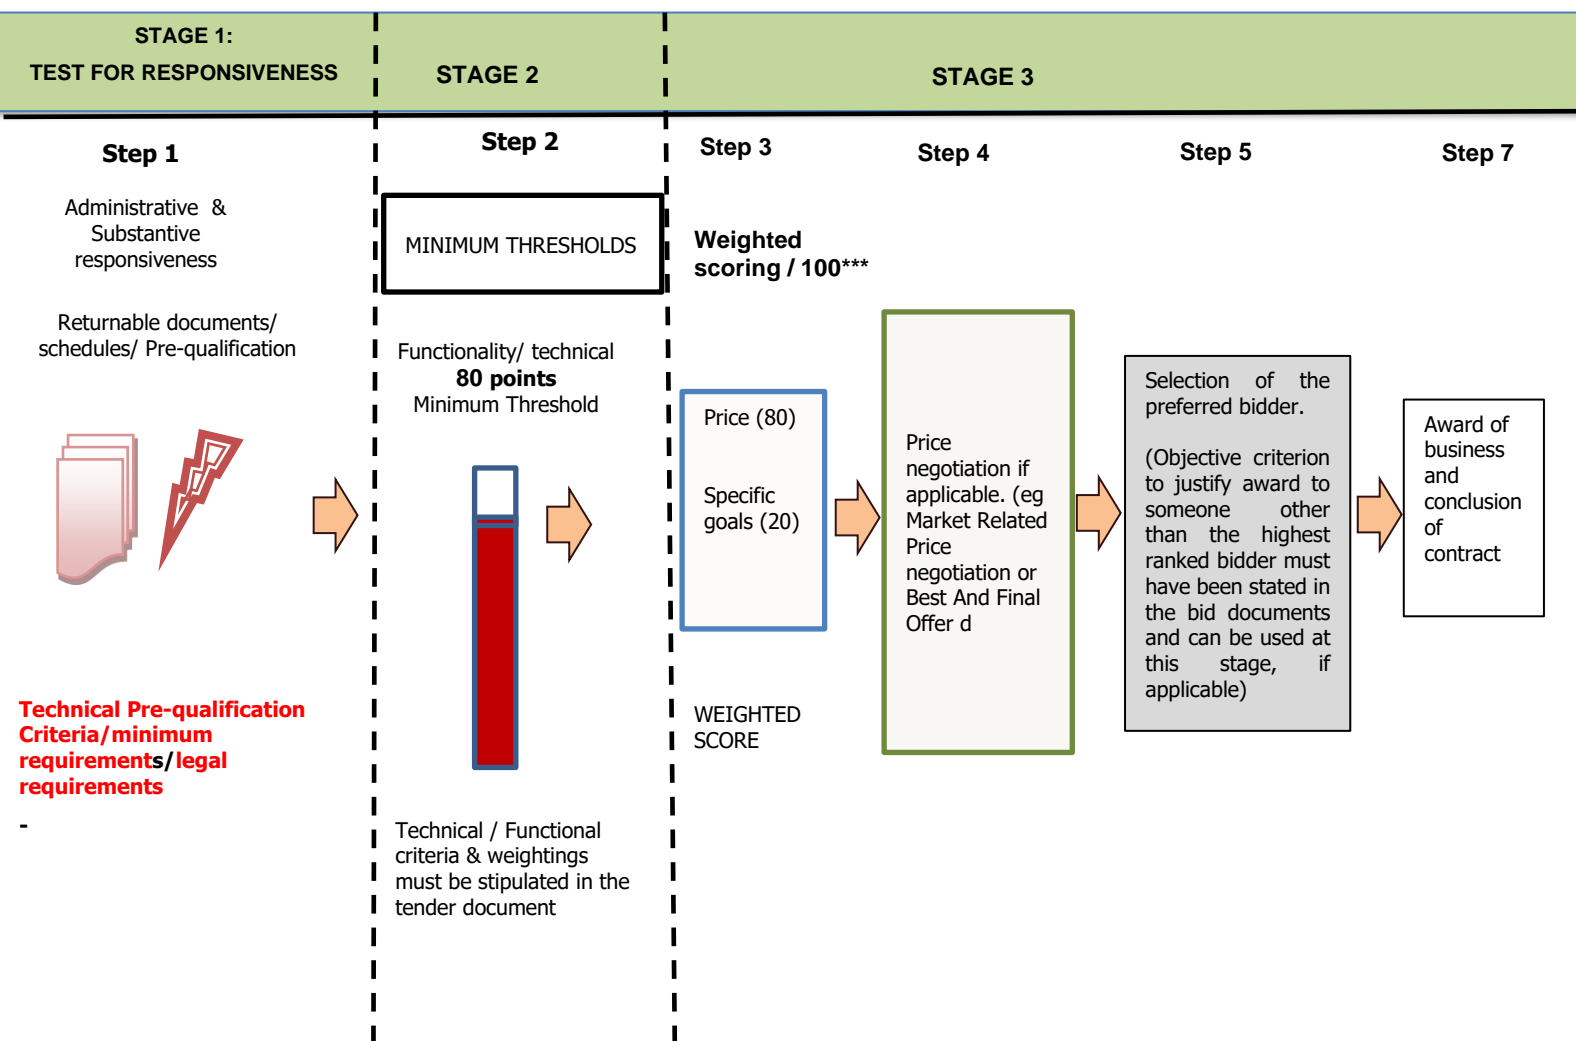 STAGE 1:
TEST FOR RESPONSIVENESS
STAGE 2
STAGE 3
Step 1
Administrative &
Substantive
responsiveness
Returnable documents/
schedules/ Pre-qualification
Technical Pre-qualification
Criteria/minimum
requirements/legal
requirements
-
Step 2
MINIMUM THRESHOLDS
Functionality/ technical
80 points
Minimum Threshold
Technical / Functional
criteria & weightings
must be stipulated in the
tender document
Step 3
Weighted
scoring / 100***
Price (80)
Specific
goals (20)
WEIGHTED
SCORE
Step 4
Price
negotiation if
applicable. (eg
Market Related
Price
negotiation or
Best And Final
Offer d
Step 5
Selection of the
preferred bidder.
(Objective criterion
to justify award to
someone other
than the highest
ranked bidder must
have been stated in
the bid documents
and can be used at
this stage, if
applicable)
Step 7
Award of
business
and
conclusion
of
contract